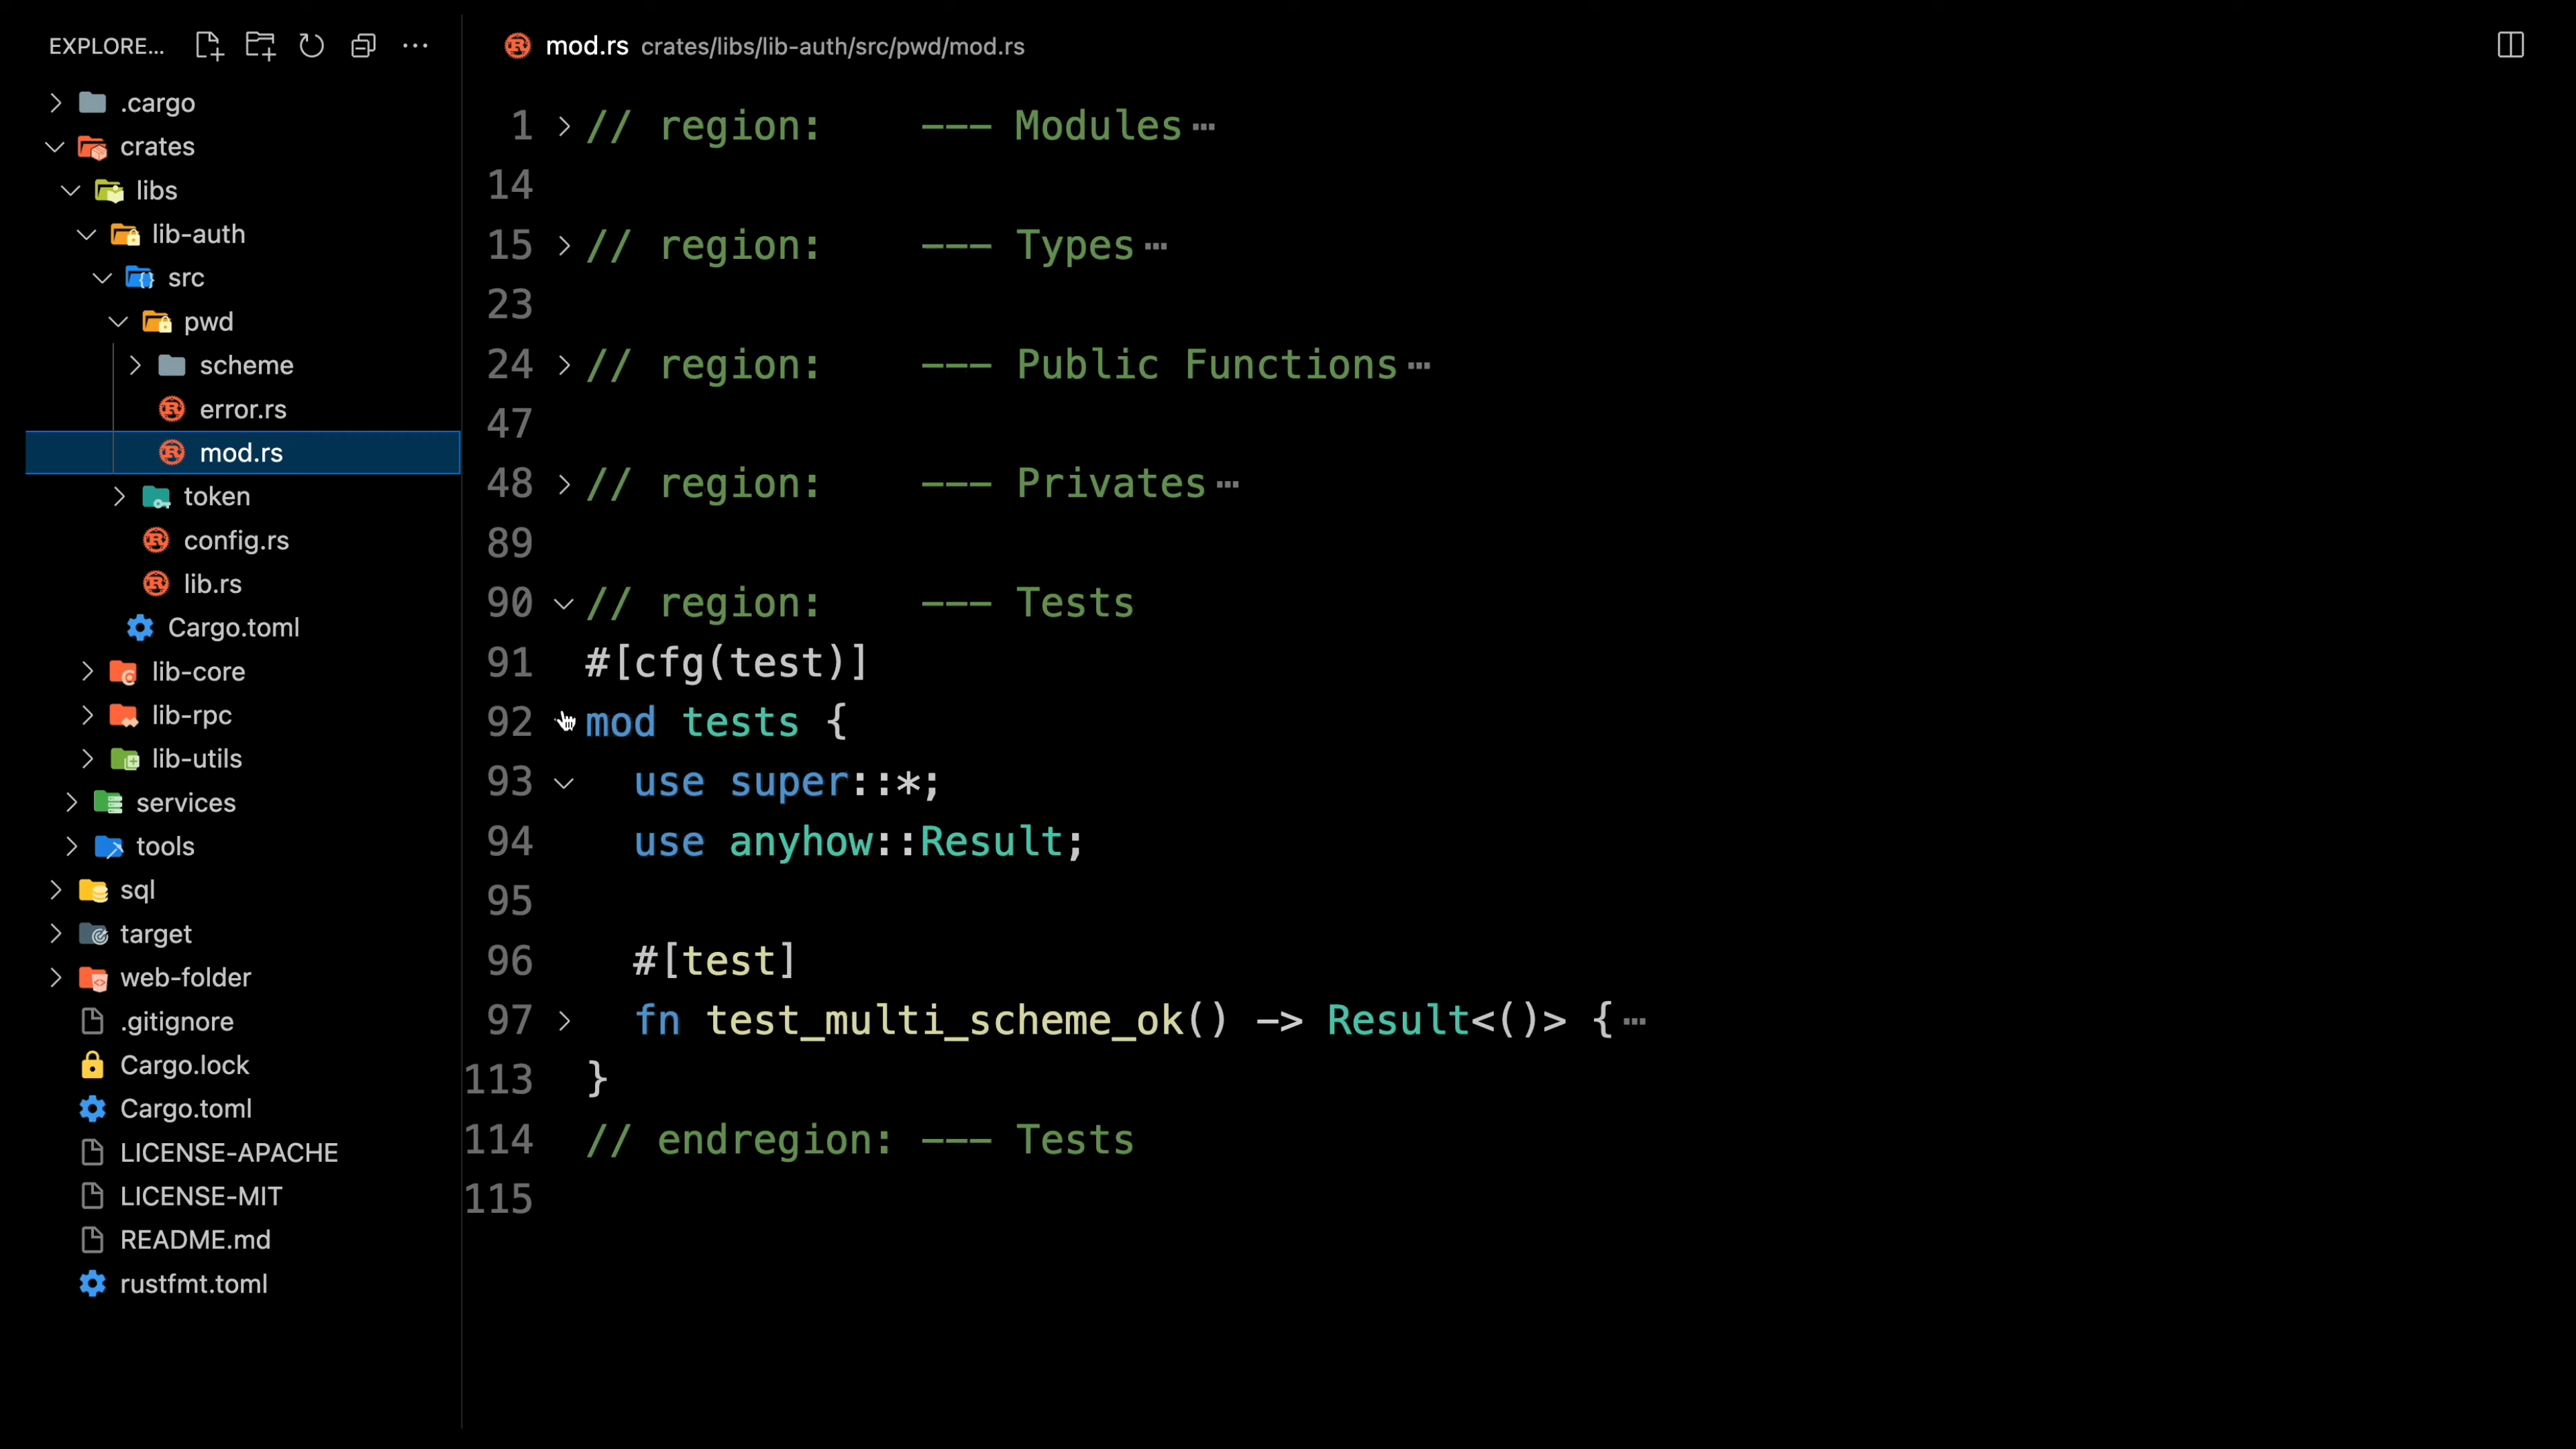 EXPLORE...
.cargo
crates
libs
lib-auth
src
pwd
scheme
error.rs
mod.rs
token
config.rs
lib.rs
Cargo.toml
lib-core
lib-rpc
lib-utils
services
tools
sql
target
web-folder
.gitignore
Cargo.lock
Cargo.toml
LICENSE-APACHE
LICENSE-MIT
README.md
rustfmt.toml
mod.rs crates/libs/lib-auth/src/pwd/mod.rs
1 // region:    --- Modules⋯
14
15 // region:    --- Types⋯
23
24 // region:    --- Public Functions⋯
47
48 // region:    --- Privates⋯
89
90 // region:    --- Tests
91 #[cfg(test)]
92 mod tests {
93   use super::*;
94   use anyhow::Result;
95
96   #[test]
97   fn test_multi_scheme_ok() -> Result<()> {⋯
113 }
114 // endregion: --- Tests
115